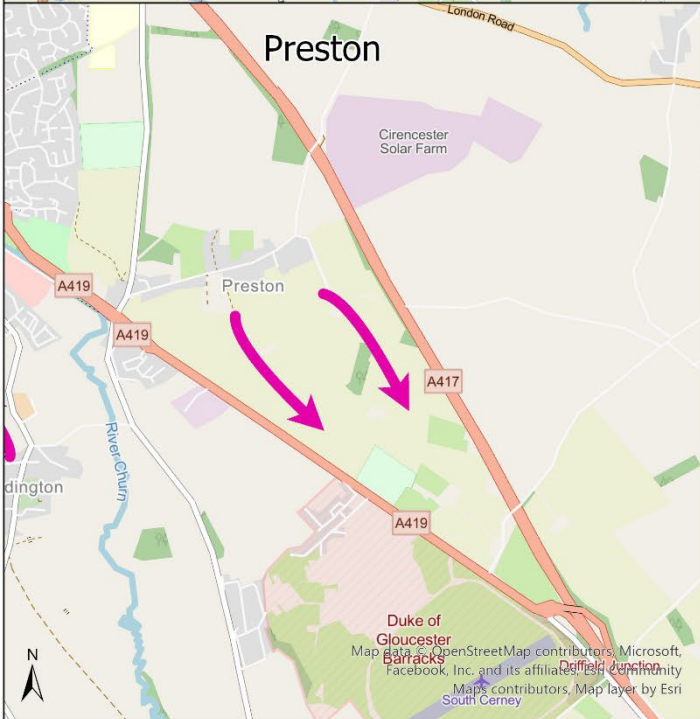 London Road
Preston
Cirencester
Solar Farm
A419
Preston
A419
A417
River Churn
dington
A419
N
Duke of
Gloucester
Barracks
Map data © OpenStreetMap contributors, Microsoft,
Facebook, Inc. and its affiliates, Esri Community
Maps contributors, Map layer by Esri
Driffield Junction
South Cerney